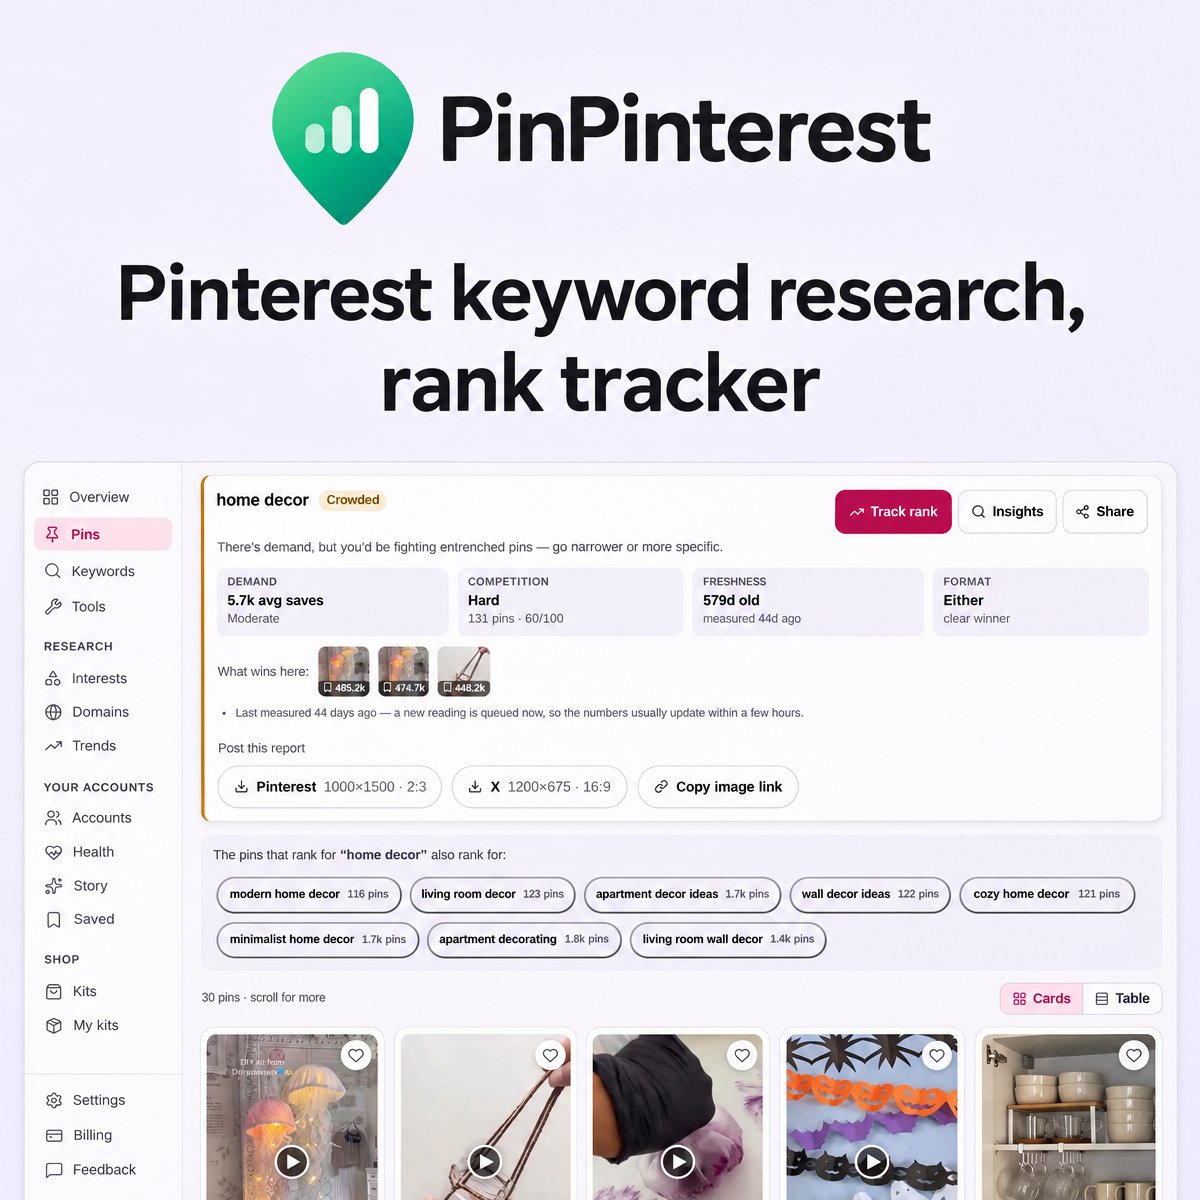 PinPinterest
Pinterest keyword research,
rank tracker
Overview
Pins
Keywords
Tools
RESEARCH
Interests
Domains
Trends
YOUR ACCOUNTS
Accounts
Health
Story
Saved
SHOP
Kits
My kits
Settings
Billing
Feedback
home decor Crowded
Track rank Insights Share
There's demand, but you'd be fighting entrenched pins — go narrower or more specific.
DEMAND
5.7k avg saves
Moderate
COMPETITION
Hard
131 pins · 60/100
FRESHNESS
579d old
measured 44d ago
FORMAT
Either
clear winner
What wins here: 485.2k 474.7k 448.2k
• Last measured 44 days ago — a new reading is queued now, so the numbers usually update within a few hours.
Post this report
Pinterest 1000×1500 · 2:3 X 1200×675 · 16:9 Copy image link
The pins that rank for “home decor” also rank for:
modern home decor 116 pins living room decor 123 pins apartment decor ideas 1.7k pins wall decor ideas 122 pins cozy home decor 121 pins
minimalist home decor 1.7k pins apartment decorating 1.8k pins living room wall decor 1.4k pins
30 pins · scroll for more
Cards Table
DIY art from